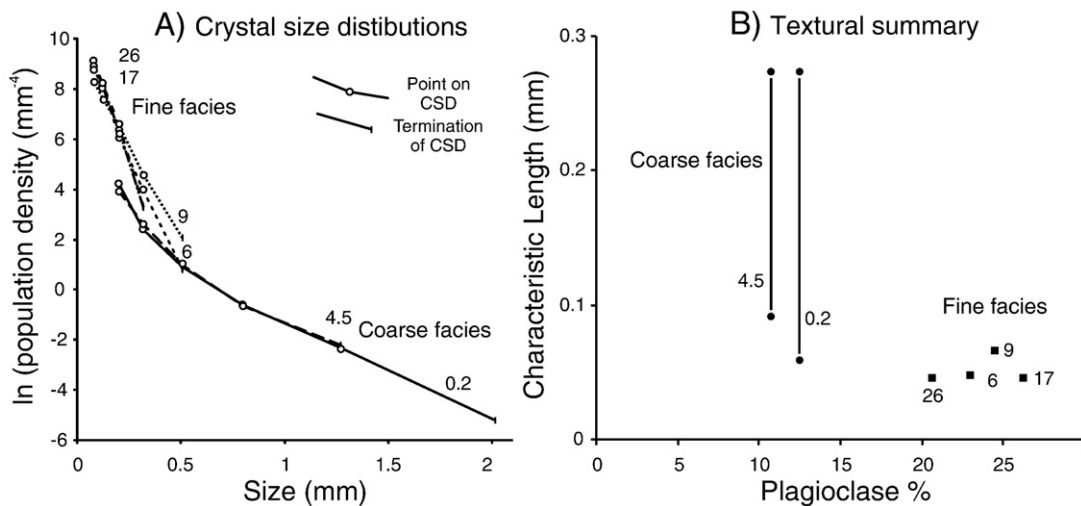 A) Crystal size distibutions
ln (population density) (mm-4)
10
8
6
4
2
0
-2
-4
-6
26
17
Fine facies
Point on
CSD
Termination
of CSD
9
6
4.5
Coarse facies
0.2
0
0.5
1
1.5
2
Size (mm)
B) Textural summary
Characteristic Length (mm)
0.3
0.2
0.1
0
Coarse facies
4.5
0.2
Fine facies
9
26
6
17
0
5
10
15
20
25
Plagioclase %